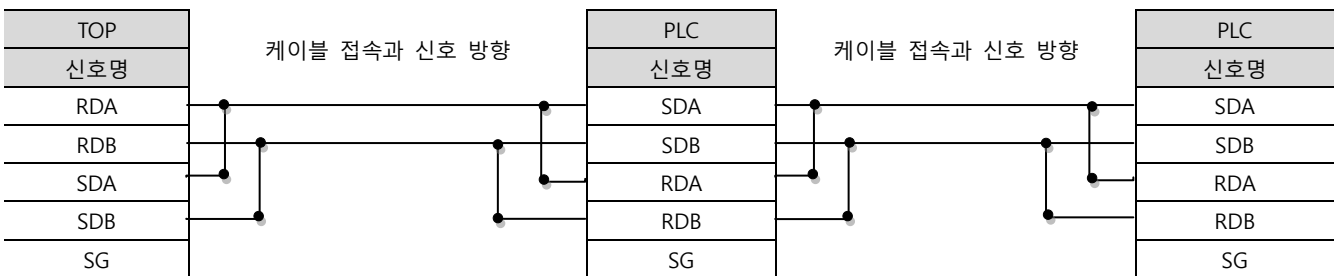 TOP 케이블 접속과 신호 방향 PLC 케이블 접속과 신호 방향 PLC
신호명 신호명 신호명
RDA SDA SDA
RDB SDB SDB
SDA RDA RDA
SDB RDB RDB
SG SG SG